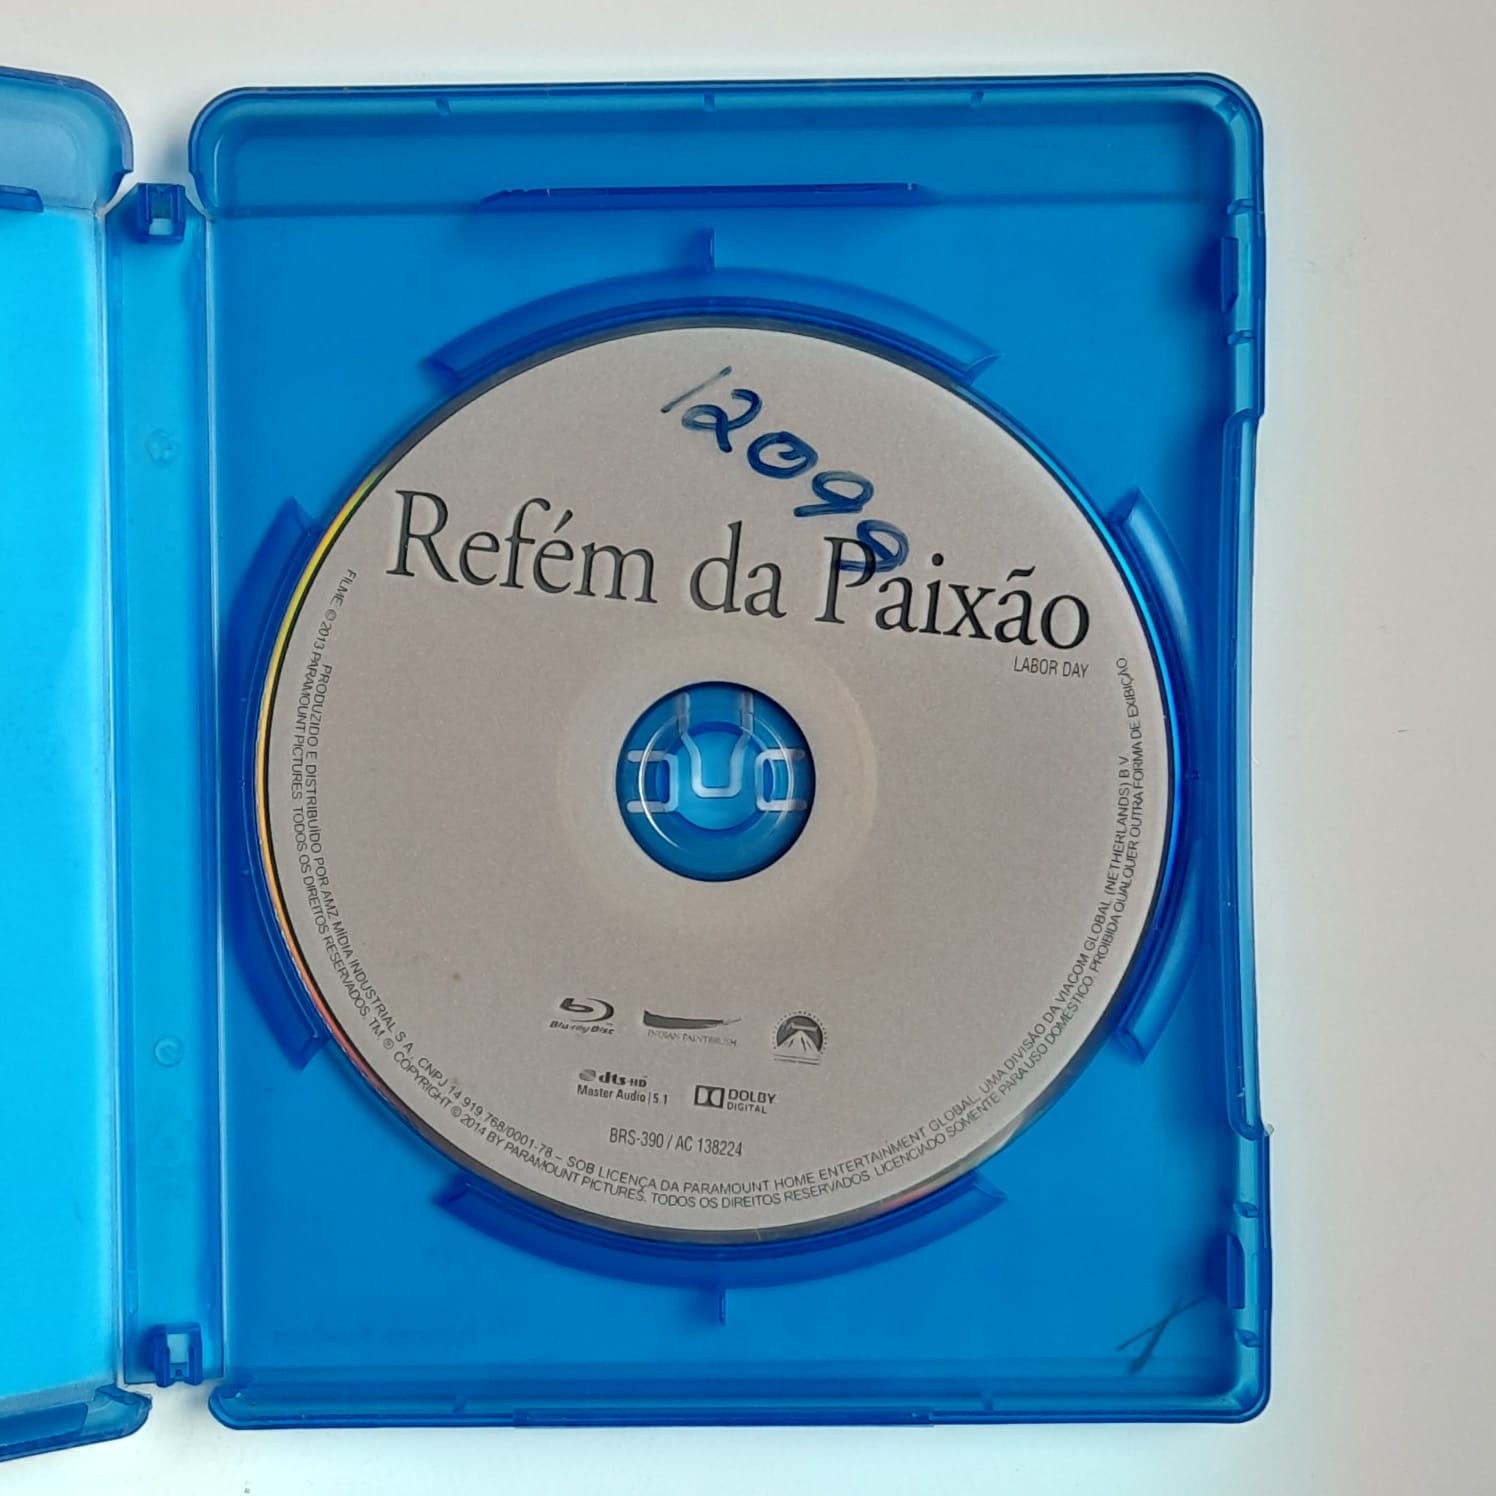 12098
Refém da Paixão
LABOR DAY
Blu-ray Disc
INDIAN PAINTBRUSH
dts-HD
Master Audio | 5.1
DOLBY
DIGITAL
BRS-390 / AC 138224
FILME © 2013 PARAMOUNT PICTURES. TODOS OS DIREITOS RESERVADOS. TM, ® COPYRIGHT © 2014 BY PARAMOUNT PICTURES. TODOS OS DIREITOS RESERVADOS. LICENCIADO SOMENTE PARA USO DOMÉSTICO. PROIBIDA QUALQUER OUTRA FORMA DE EXIBIÇÃO
PRODUZIDO E DISTRIBUÍDO POR AMZ MÍDIA INDUSTRIAL S.A. CNPJ 14.919.768/0001-78 – SOB LICENÇA DA PARAMOUNT HOME ENTERTAINMENT GLOBAL, UMA DIVISÃO DA VIACOM GLOBAL (NETHERLANDS) B.V.